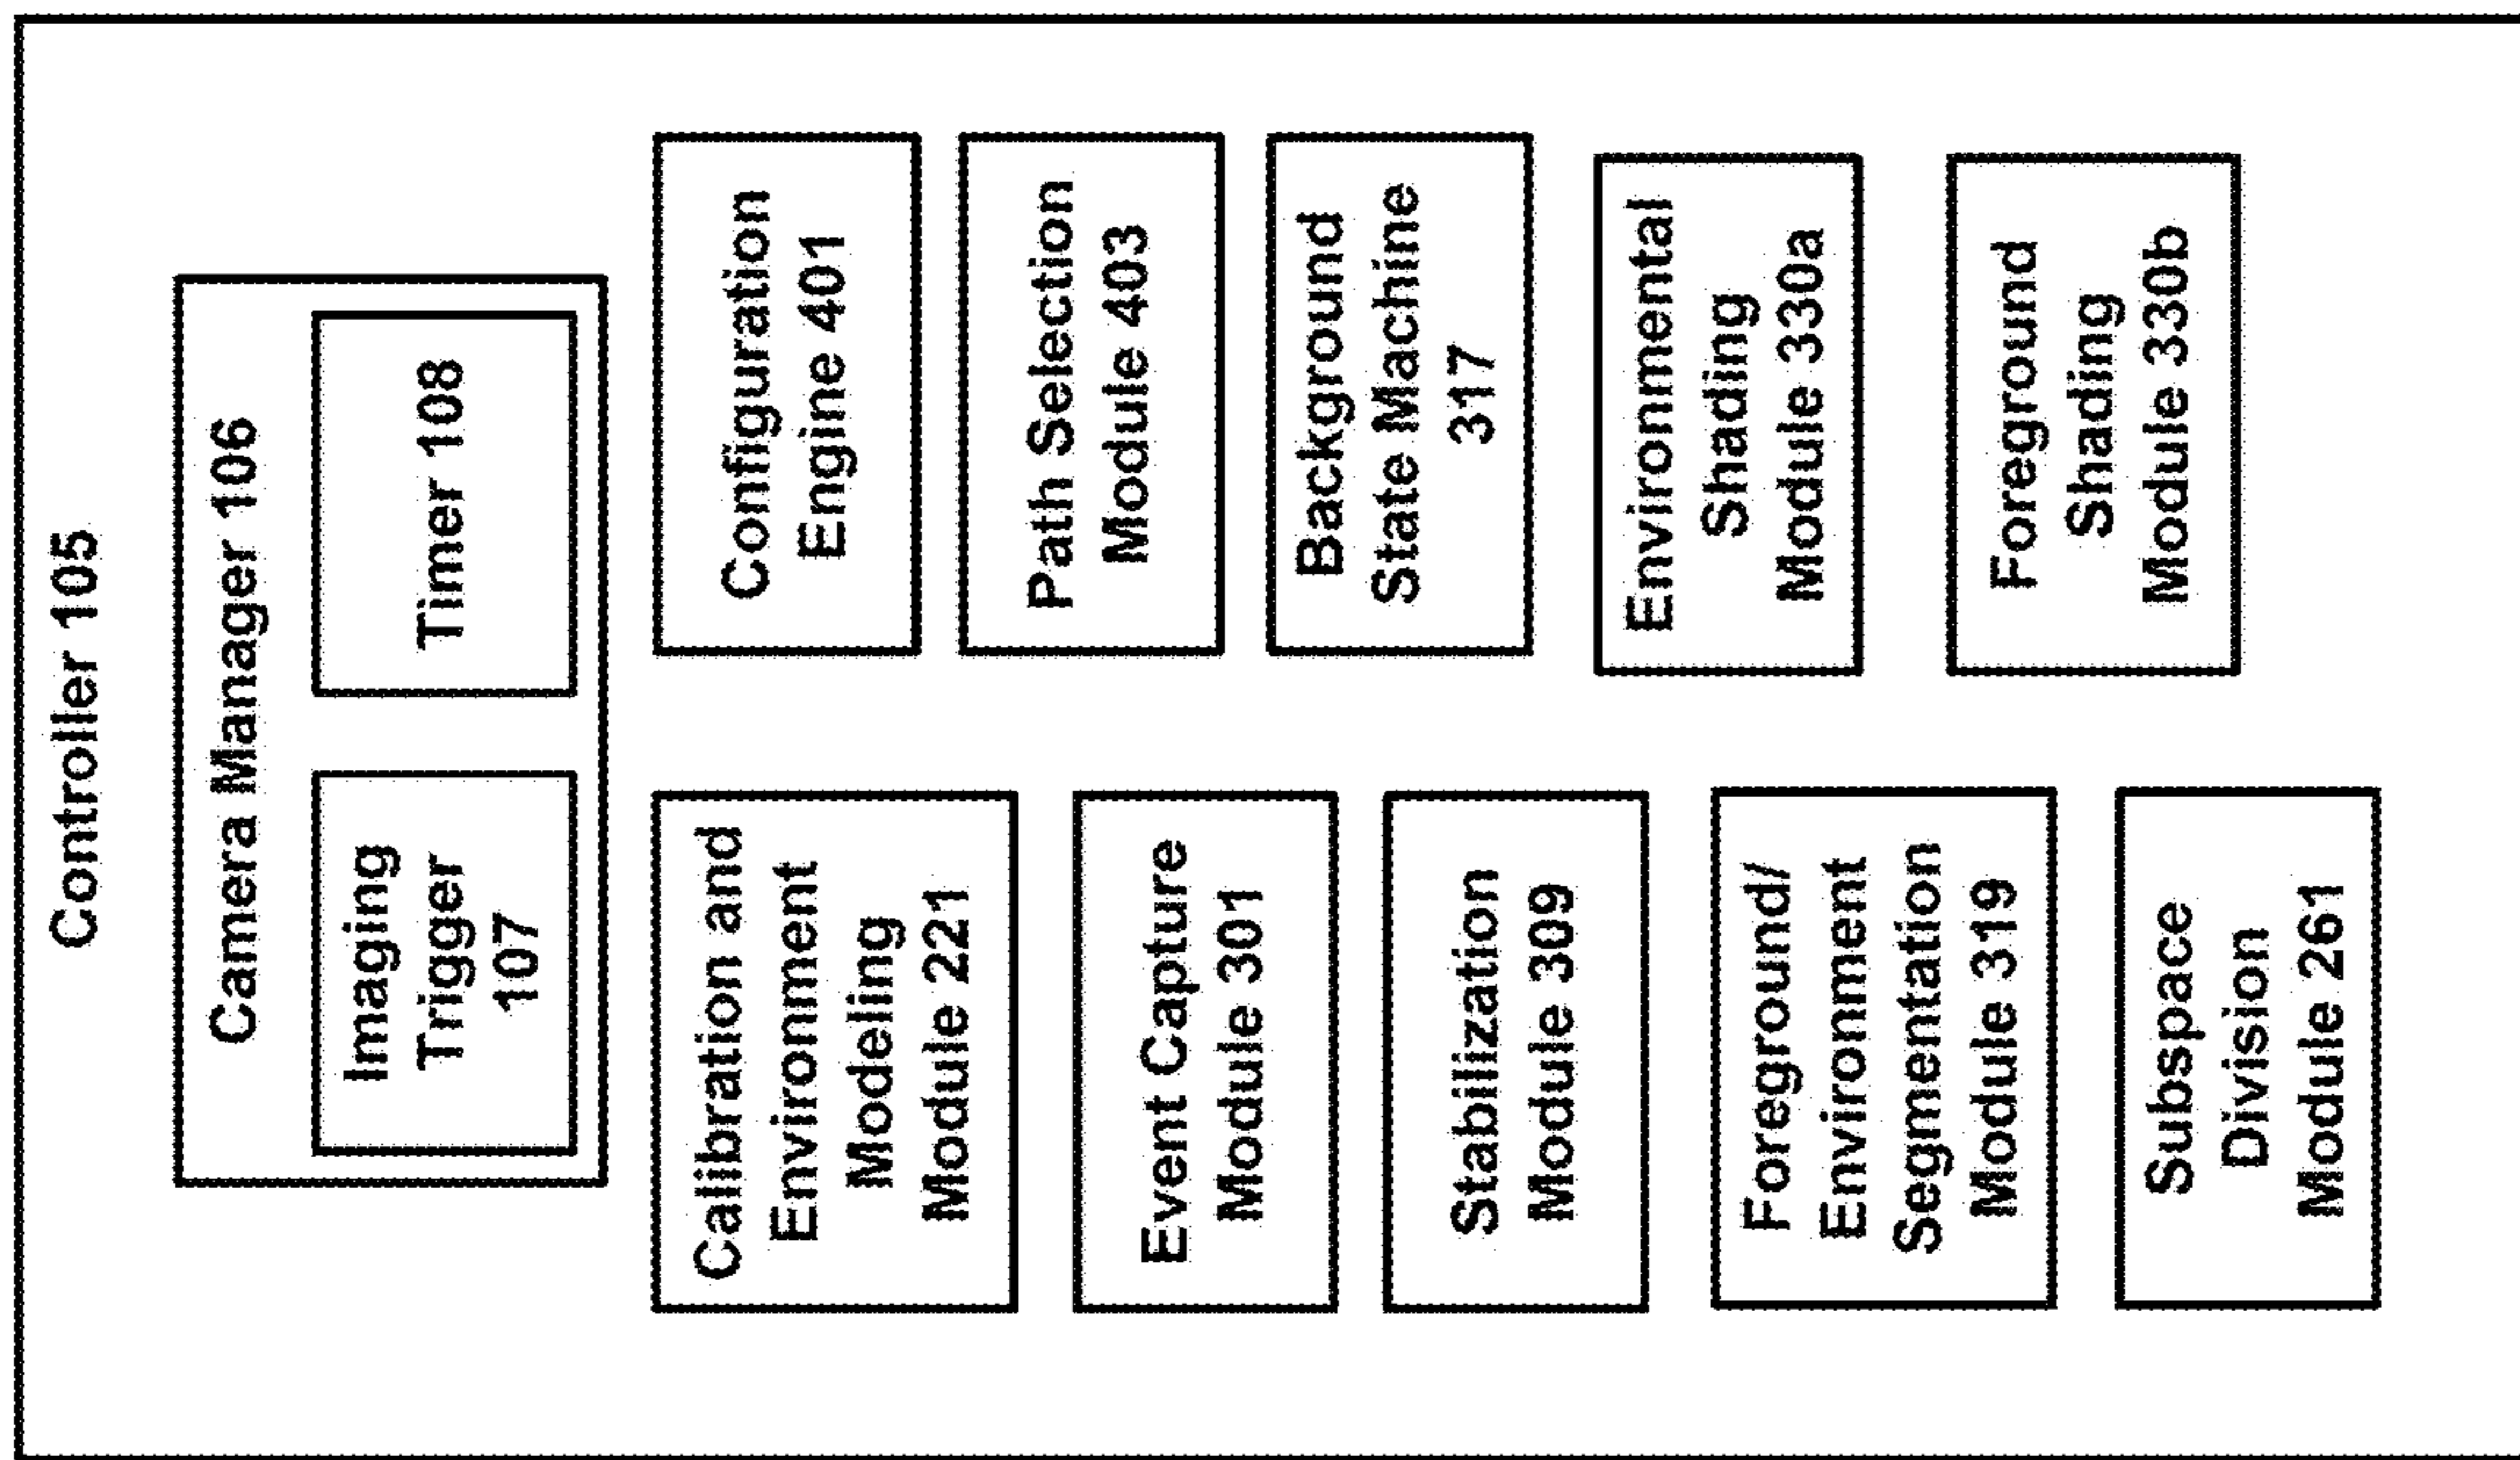 Controller 105
Camera Manager 106
Imaging
Trigger
107
Timer 108
Calibration and
Environment
Modeling
Module 221
Event Capture
Module 301
Stabilization
Module 309
Foreground/
Environment
Segmentation
Module 319
Subspace
Division
Module 261
Configuration
Engine 401
Path Selection
Module 403
Background
State Machine
317
Environmental
Shading
Module 330a
Foreground
Shading
Module 330b